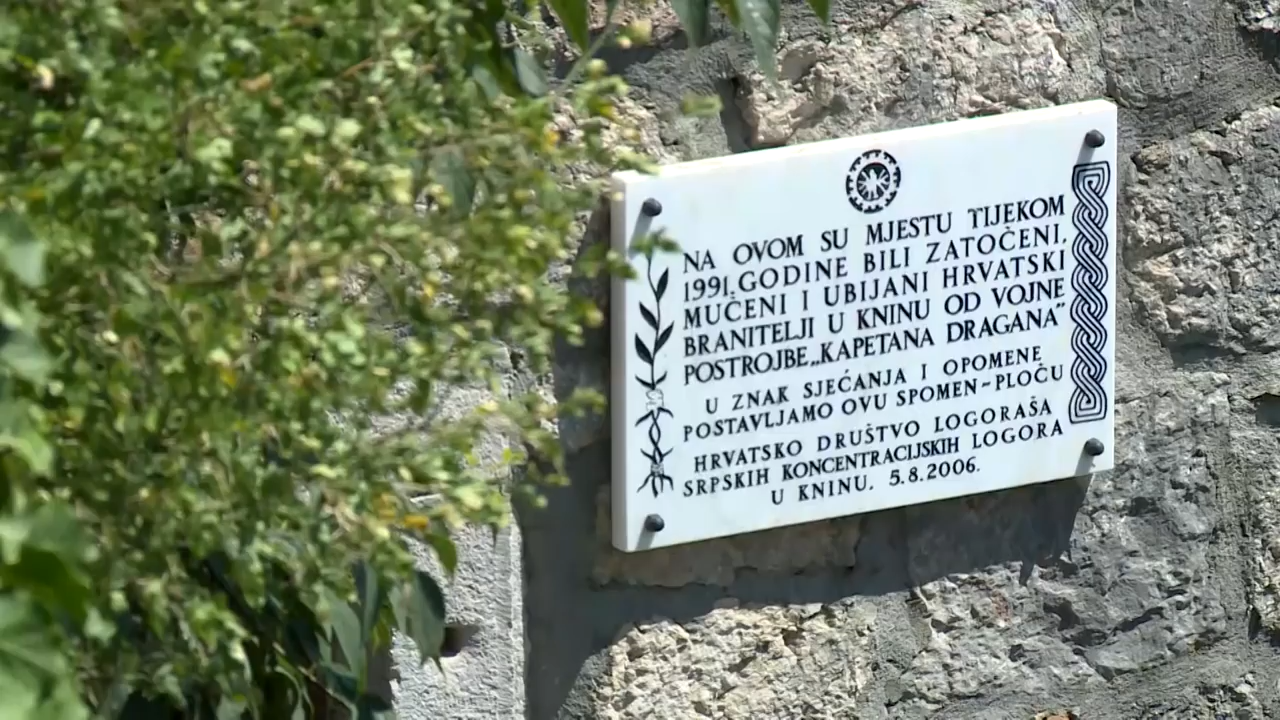 NA OVOM SU MJESTU TIJEKOM
1991. GODINE BILI ZATOČENI,
MUČENI I UBIJANI HRVATSKI
BRANITELJI U KNINU OD VOJNE
POSTROJBE „KAPETANA DRAGANA”
U ZNAK SJEĆANJA I OPOMENE
POSTAVLJAMO OVU SPOMEN-PLOČU
HRVATSKO DRUŠTVO LOGORAŠA
SRPSKIH KONCENTRACIJSKIH LOGORA
U KNINU. 5.8.2006.